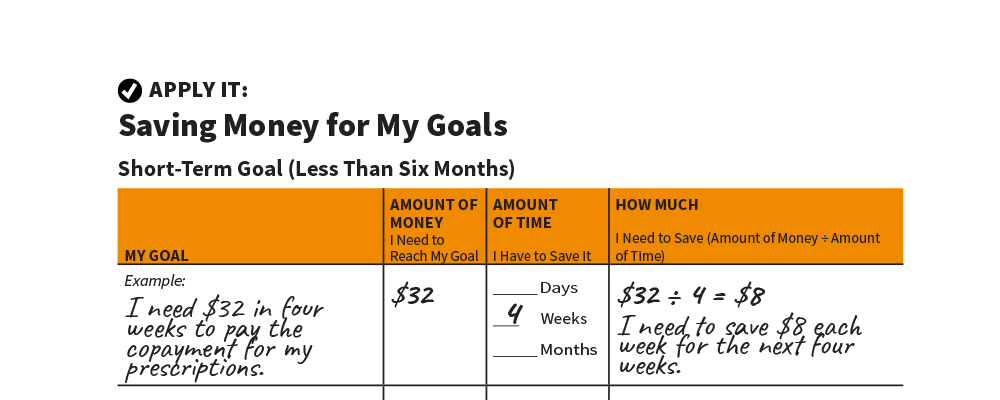 APPLY IT:
Saving Money for My Goals
Short-Term Goal (Less Than Six Months)
MY GOAL
AMOUNT OF
MONEY
I Need to
Reach My Goal
AMOUNT
OF TIME
I Have to Save It
HOW MUCH
I Need to Save (Amount of Money ÷ Amount
of Time)
Example:
I need $32 in four
weeks to pay the
copayment for my
prescriptions.
$32
______ Days
4 Weeks
______ Months
$32 ÷ 4 = $8
I need to save $8 each
week for the next four
weeks.